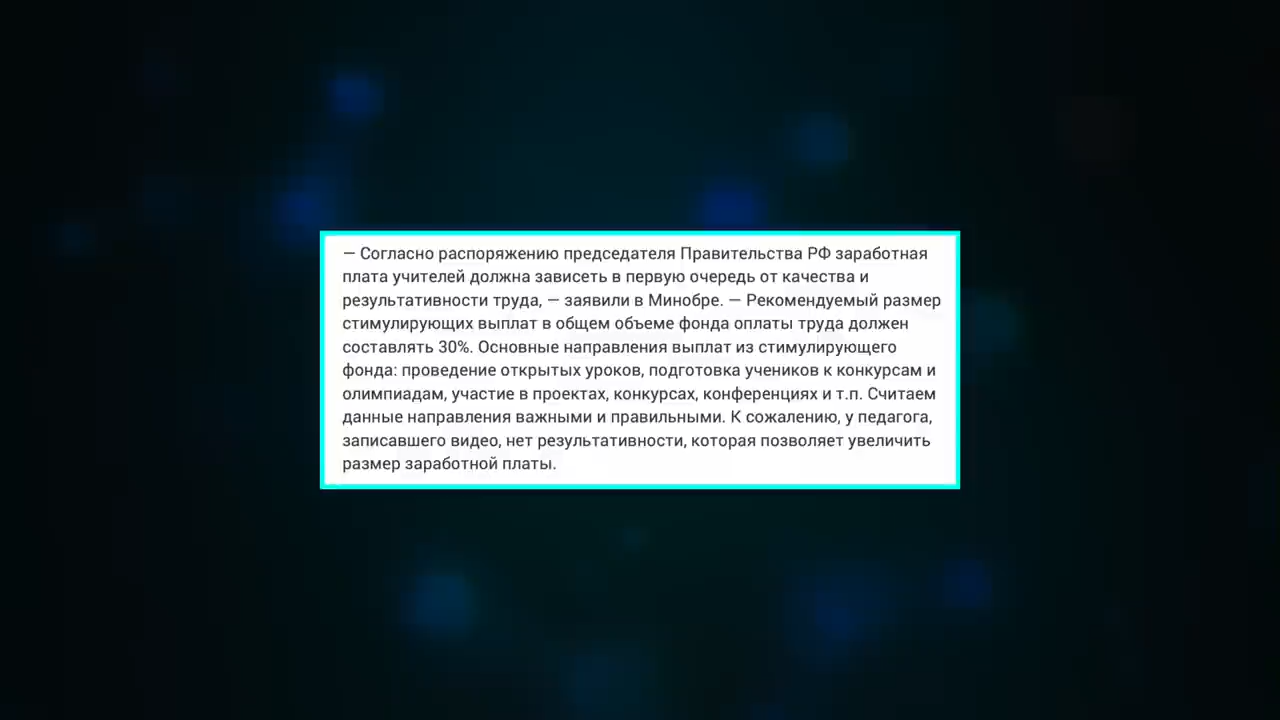 — Согласно распоряжению председателя Правительства РФ заработная
плата учителей должна зависеть в первую очередь от качества и
результативности труда, — заявили в Минобре. — Рекомендуемый размер
стимулирующих выплат в общем объеме фонда оплаты труда должен
составлять 30%. Основные направления выплат из стимулирующего
фонда: проведение открытых уроков, подготовка учеников к конкурсам и
олимпиадам, участие в проектах, конкурсах, конференциях и т.п. Считаем
данные направления важными и правильными. К сожалению, у педагога,
записавшего видео, нет результативности, которая позволяет увеличить
размер заработной платы.